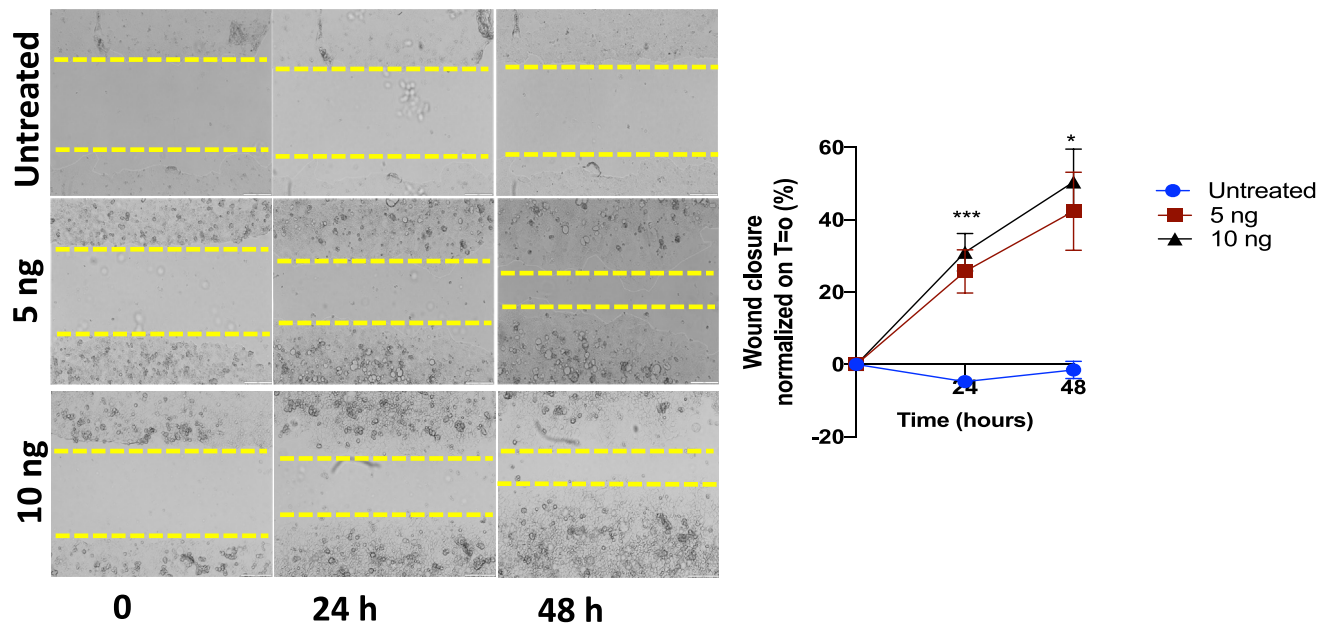 Untreated
5 ng
10 ng
0
24 h
48 h
Wound closure
normalized on T=o (%)
60
40
20
0
-20
***
*
24
48
Time (hours)
Untreated
5 ng
10 ng